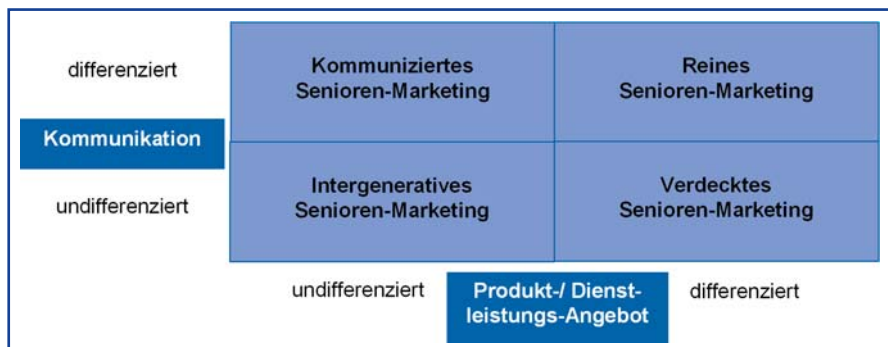 differenziert
Kommuniziertes
Senioren-Marketing
Reines
Senioren-Marketing
Kommunikation
undifferenziert
Intergeneratives
Senioren-Marketing
Verdecktes
Senioren-Marketing
undifferenziert
Produkt-/ Dienst-
leistungs-Angebot
differenziert